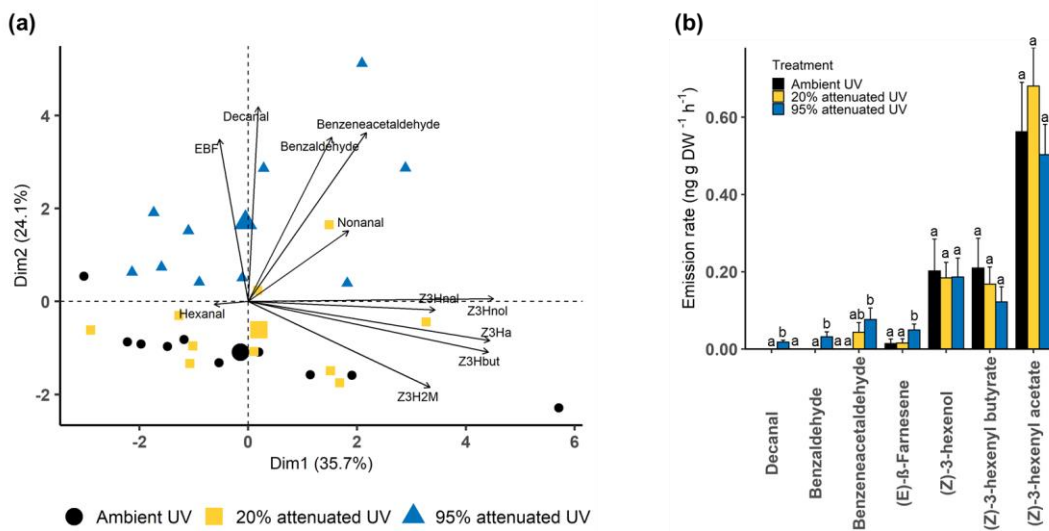 (a)
4
2
0
-2
Dim2 (24.1%)
Decanal
Benzeneacetaldehyde
EBF
Benzaldehyde
Nonanal
Hexanal
Z3Hnal
Z3Hnol
Z3Ha
Z3Hbut
Z3H2M
-2 0 2 4 6
Dim1 (35.7%)
Ambient UV 20% attenuated UV 95% attenuated UV
(b)
Emission rate (ng g DW ⁻¹ h⁻¹)
0.60
0.40
0.20
0.00
Treatment
Ambient UV
20% attenuated UV
95% attenuated UV
a b a a b a a ab b a a b a a a a a a a a a
Decanal
Benzaldehyde
Benzeneacetaldehyde
(E)-ß-Farnesene
(Z)-3-hexenol
(Z)-3-hexenyl butyrate
(Z)-3-hexenyl acetate